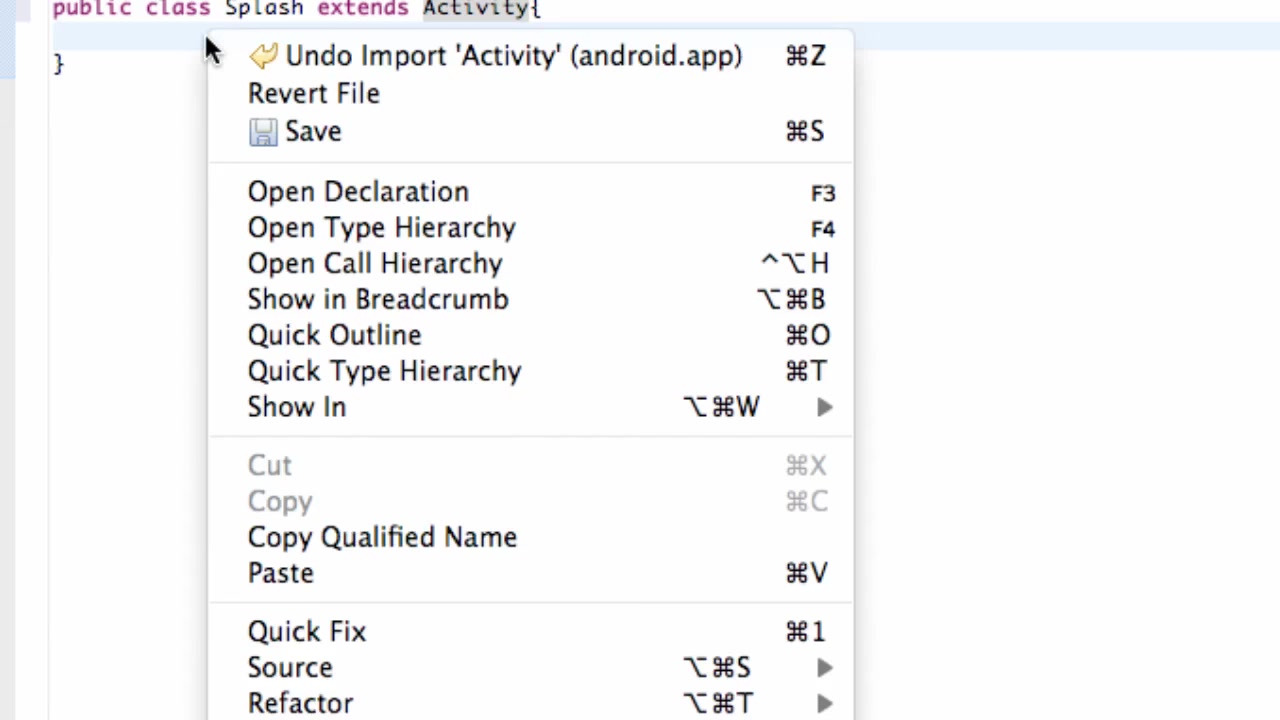 public class Splash extends Activity{
}
Undo Import 'Activity' (android.app) ⌘Z
Revert File
Save ⌘S
Open Declaration F3
Open Type Hierarchy F4
Open Call Hierarchy ^⌥H
Show in Breadcrumb ⌥⌘B
Quick Outline ⌘O
Quick Type Hierarchy ⌘T
Show In ⌥⌘W ▶
Cut ⌘X
Copy ⌘C
Copy Qualified Name
Paste ⌘V
Quick Fix ⌘1
Source ⌥⌘S ▶
Refactor ⌥⌘T ▶